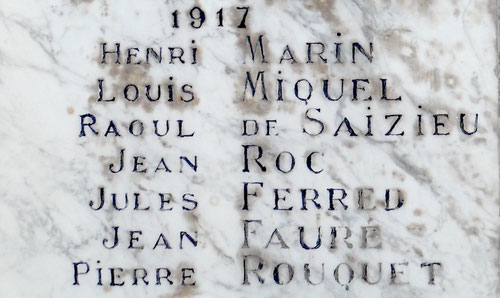 1917
HENRI MARIN
LOUIS MIQUEL
RAOUL DE SAIZIEU
JEAN ROC
JULES FERRED
JEAN FAURE
PIERRE ROUQUET